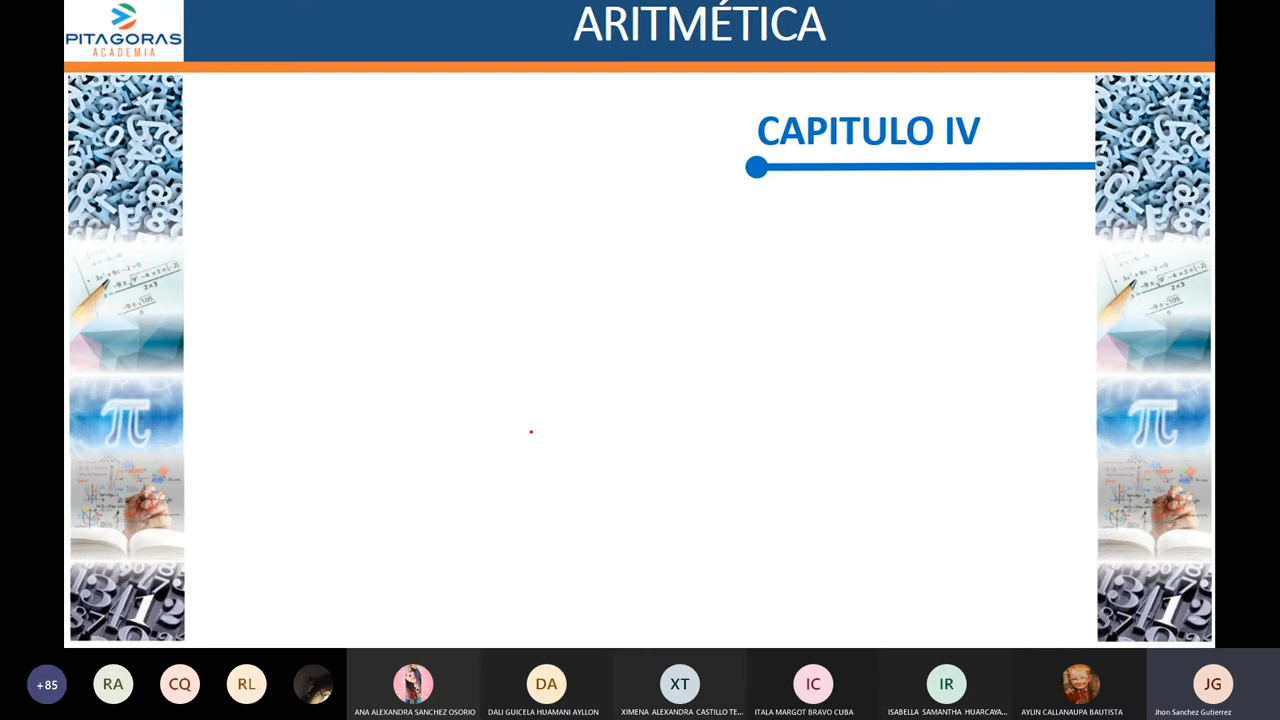 PITAGORAS
ACADEMIA
ARITMÉTICA
CAPITULO IV
π
π
+85
RA
CQ
RL
DA
XT
IC
IR
JG
ANA ALEXANDRA SANCHEZ OSORIO
DALI GUICELA HUAMANI AYLLON
XIMENA ALEXANDRA CASTILLO TE...
ITALA MARGOT BRAVO CUBA
ISABELLA SAMANTHA HUARCAYA...
AYLIN CALLANAUPA BAUTISTA
Jhon Sanchez Gutierrez